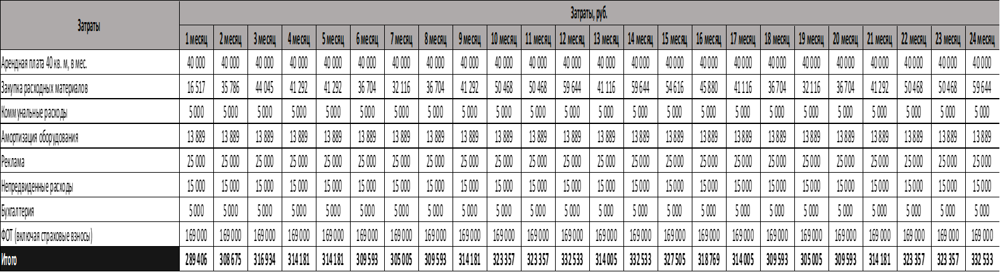 Затраты
Затраты, руб.
1 месяц 2 месяц 3 месяц 4 месяц 5 месяц 6 месяц 7 месяц 8 месяц 9 месяц 10 месяц 11 месяц 12 месяц 13 месяц 14 месяц 15 месяц 16 месяц 17 месяц 18 месяц 19 месяц 20 месяц 21 месяц 22 месяц 23 месяц 24 месяц
Арендная плата 40 кв. м, в мес. 40 000 40 000 40 000 40 000 40 000 40 000 40 000 40 000 40 000 40 000 40 000 40 000 40 000 40 000 40 000 40 000 40 000 40 000 40 000 40 000 40 000 40 000 40 000 40 000
Закупка расходных материалов 16 517 35 786 44 045 41 292 41 292 36 704 32 116 36 704 41 292 50 468 50 468 59 644 41 116 59 644 54 616 45 880 41 116 36 704 32 116 36 704 41 292 50 468 50 468 59 644
Коммунальные расходы 5 000 5 000 5 000 5 000 5 000 5 000 5 000 5 000 5 000 5 000 5 000 5 000 5 000 5 000 5 000 5 000 5 000 5 000 5 000 5 000 5 000 5 000 5 000 5 000
Амортизация оборудования 13 889 13 889 13 889 13 889 13 889 13 889 13 889 13 889 13 889 13 889 13 889 13 889 13 889 13 889 13 889 13 889 13 889 13 889 13 889 13 889 13 889 13 889 13 889 13 889
Реклама 25 000 25 000 25 000 25 000 25 000 25 000 25 000 25 000 25 000 25 000 25 000 25 000 25 000 25 000 25 000 25 000 25 000 25 000 25 000 25 000 25 000 25 000 25 000 25 000
Непредвиденные расходы 15 000 15 000 15 000 15 000 15 000 15 000 15 000 15 000 15 000 15 000 15 000 15 000 15 000 15 000 15 000 15 000 15 000 15 000 15 000 15 000 15 000 15 000 15 000 15 000
Бухгалтерия 5 000 5 000 5 000 5 000 5 000 5 000 5 000 5 000 5 000 5 000 5 000 5 000 5 000 5 000 5 000 5 000 5 000 5 000 5 000 5 000 5 000 5 000 5 000 5 000
ФОТ (включая страховые взносы) 169 000 169 000 169 000 169 000 169 000 169 000 169 000 169 000 169 000 169 000 169 000 169 000 169 000 169 000 169 000 169 000 169 000 169 000 169 000 169 000 169 000 169 000 169 000 169 000
Итого 289 406 308 675 316 934 314 181 314 181 309 593 305 005 309 593 314 181 323 357 323 357 332 533 314 005 332 533 327 505 318 769 314 005 309 593 305 005 309 593 314 181 323 357 323 357 332 533